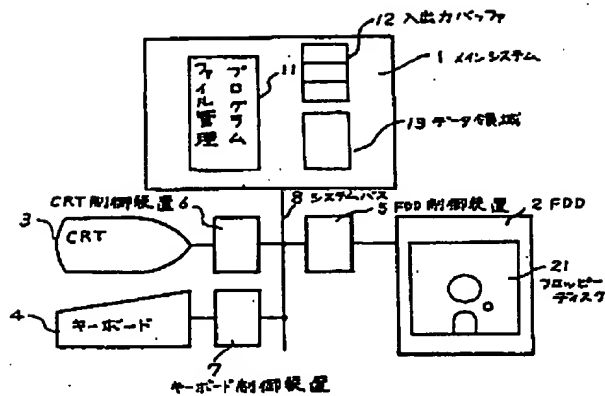 12 入出力バッファ
1 メインシステム
ファイル管理
プログラム
11
13 データ領域
8 システムバス
CRT制御装置 6
5 FDD制御装置
2 FDD
3
CRT
21
フロッピー
ディスク
4
キーボード
7
キーボード制御装置